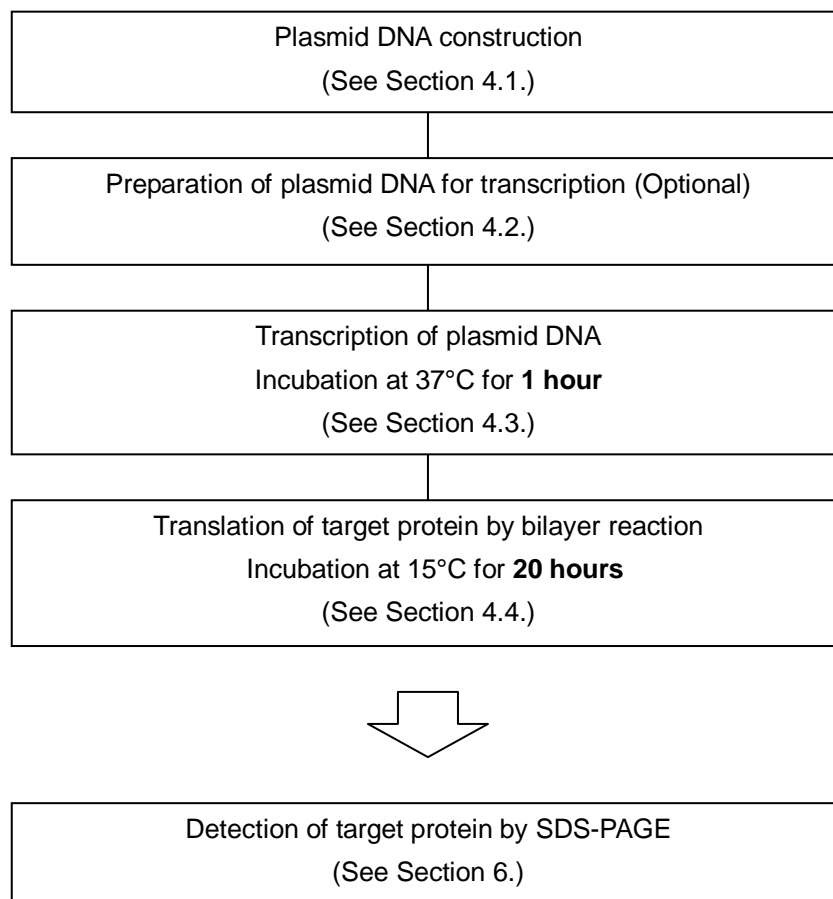 Plasmid DNA construction
(See Section 4.1.)
Preparation of plasmid DNA for transcription (Optional)
(See Section 4.2.)
Transcription of plasmid DNA
Incubation at 37°C for 1 hour
(See Section 4.3.)
Translation of target protein by bilayer reaction
Incubation at 15°C for 20 hours
(See Section 4.4.)
Detection of target protein by SDS-PAGE
(See Section 6.)